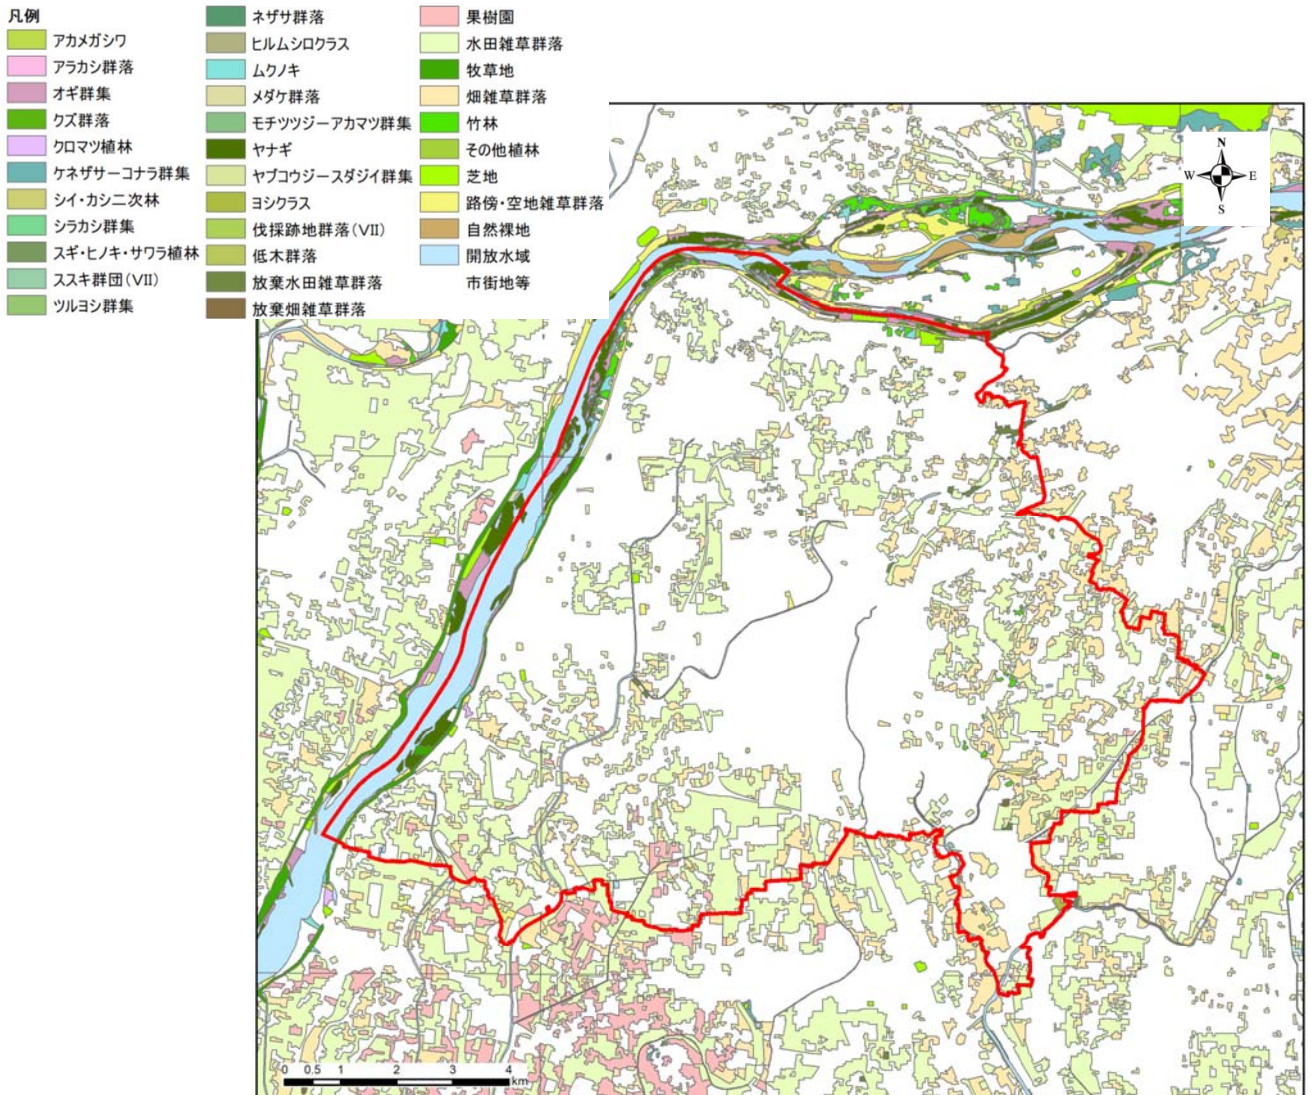 凡例
アカメガシワ
アラカシ群落
オギ群集
クズ群落
クロマツ植林
ケネザサーコナラ群集
シイ・カシ二次林
シラカシ群集
スギ・ヒノキ・サワラ植林
ススキ群団(Ⅶ)
ツルヨシ群集
ネザサ群落
ヒルムシロクラス
ムクノキ
メダケ群落
モチツツジーアカマツ群集
ヤナギ
ヤブコウジースダジイ群集
ヨシクラス
伐採跡地群落(Ⅶ)
低木群落
放棄水田雑草群落
放棄畑雑草群落
果樹園
水田雑草群落
牧草地
畑雑草群落
竹林
その他植林
芝地
路傍・空地雑草群落
自然裸地
開放水域
市街地等
N
W E
S
0 0.5 1 2 3 4
km